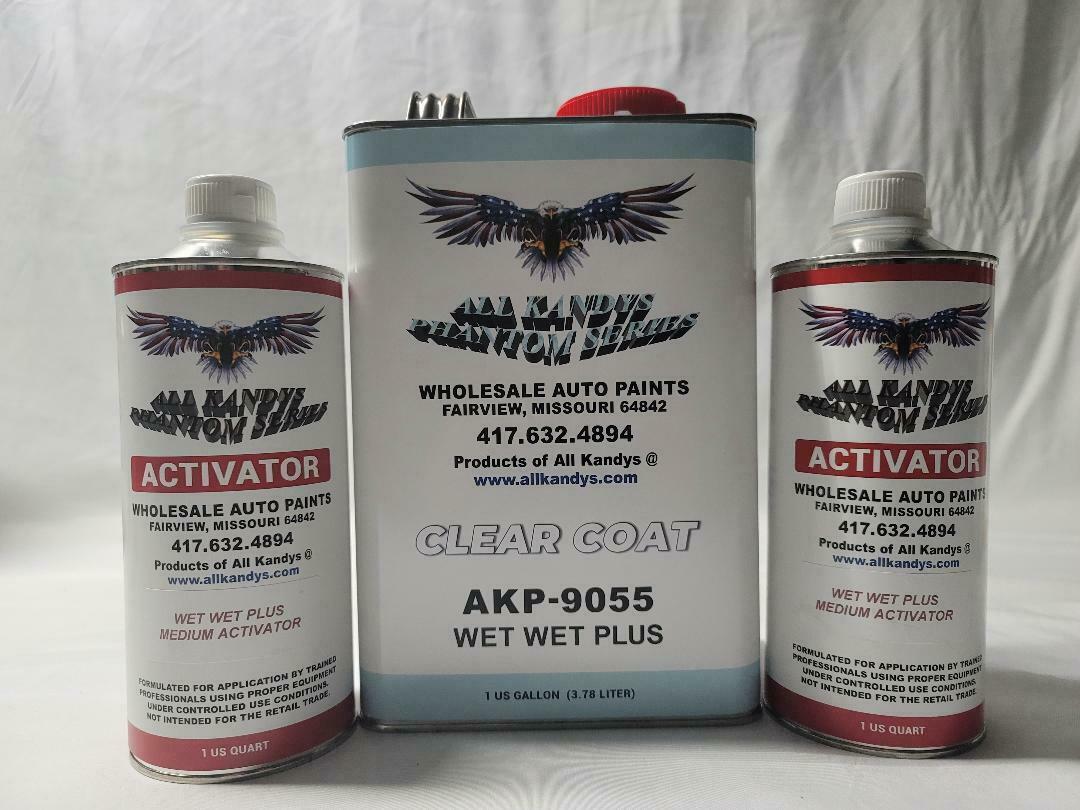 ALL KANDYS
PHANTOM SERIES
ACTIVATOR
WHOLESALE AUTO PAINTS
FAIRVIEW, MISSOURI 64842
417.632.4894
Products of All Kandys @
www.allkandys.com
WET WET PLUS
MEDIUM ACTIVATOR
FORMULATED FOR APPLICATION BY TRAINED
PROFESSIONALS USING PROPER EQUIPMENT
UNDER CONTROLLED USE CONDITIONS.
NOT INTENDED FOR THE RETAIL TRADE.
1 US QUART
ALL KANDYS
PHANTOM SERIES
WHOLESALE AUTO PAINTS
FAIRVIEW, MISSOURI 64842
417.632.4894
Products of All Kandys @
www.allkandys.com
CLEAR COAT
AKP-9055
WET WET PLUS
1 US GALLON (3.78 LITER)
ALL KANDYS
PHANTOM SERIES
ACTIVATOR
WHOLESALE AUTO PAINTS
FAIRVIEW, MISSOURI 64842
417.632.4894
Products of All Kandys @
www.allkandys.com
WET WET PLUS
MEDIUM ACTIVATOR
FORMULATED FOR APPLICATION BY TRAINED
PROFESSIONALS USING PROPER EQUIPMENT
UNDER CONTROLLED USE CONDITIONS.
NOT INTENDED FOR THE RETAIL TRADE.
1 US QUART